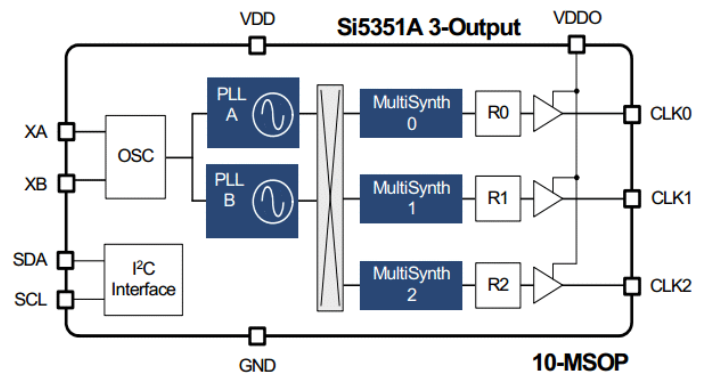 VDD
Si5351A 3-Output
VDDO
PLL
A
MultiSynth
0
R0
CLK0
XA
OSC
XB
PLL
B
MultiSynth
1
R1
CLK1
SDA
I²C
Interface
SCL
MultiSynth
2
R2
CLK2
GND
10-MSOP